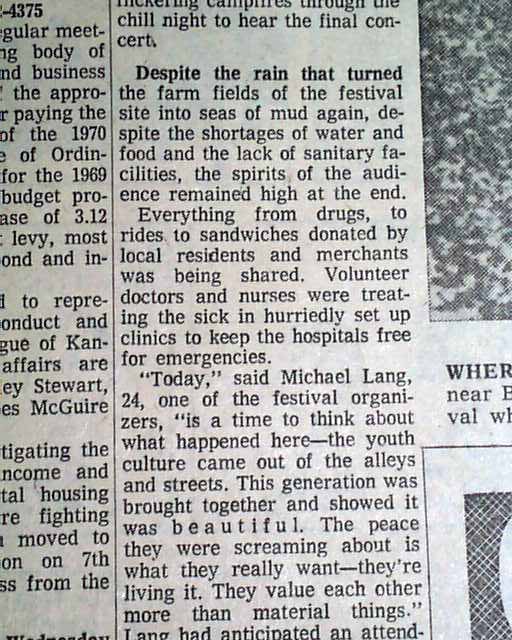 -4375
egular meet-
ng body of
nd business
the appro-
r paying the
of the 1970
e of Ordin-
for the 1969
budget pro-
ase of 3.12
levy, most
ond and in-
d to repre-
onduct and
gue of Kan-
affairs are
ey Stewart,
es McGuire
tigating the
income and
tal housing
re fighting
moved to
on on 7th
ss from the
Wednesday
flickering campfires through the
chill night to hear the final con-
cert.
Despite the rain that turned
the farm fields of the festival
site into seas of mud again, de-
spite the shortages of water and
food and the lack of sanitary fa-
cilities, the spirits of the audi-
ence remained high at the end.
Everything from drugs, to
rides to sandwiches donated by
local residents and merchants
was being shared. Volunteer
doctors and nurses were treat-
ing the sick in hurriedly set up
clinics to keep the hospitals free
for emergencies.
"Today," said Michael Lang,
24, one of the festival organi-
zers, "is a time to think about
what happened here—the youth
culture came out of the alleys
and streets. This generation was
brought together and showed it
was beautiful. The peace
they were screaming about is
what they really want—they're
living it. They value each other
more than material things."
Lang had anticipated an attend-
WHER
near B
val wh